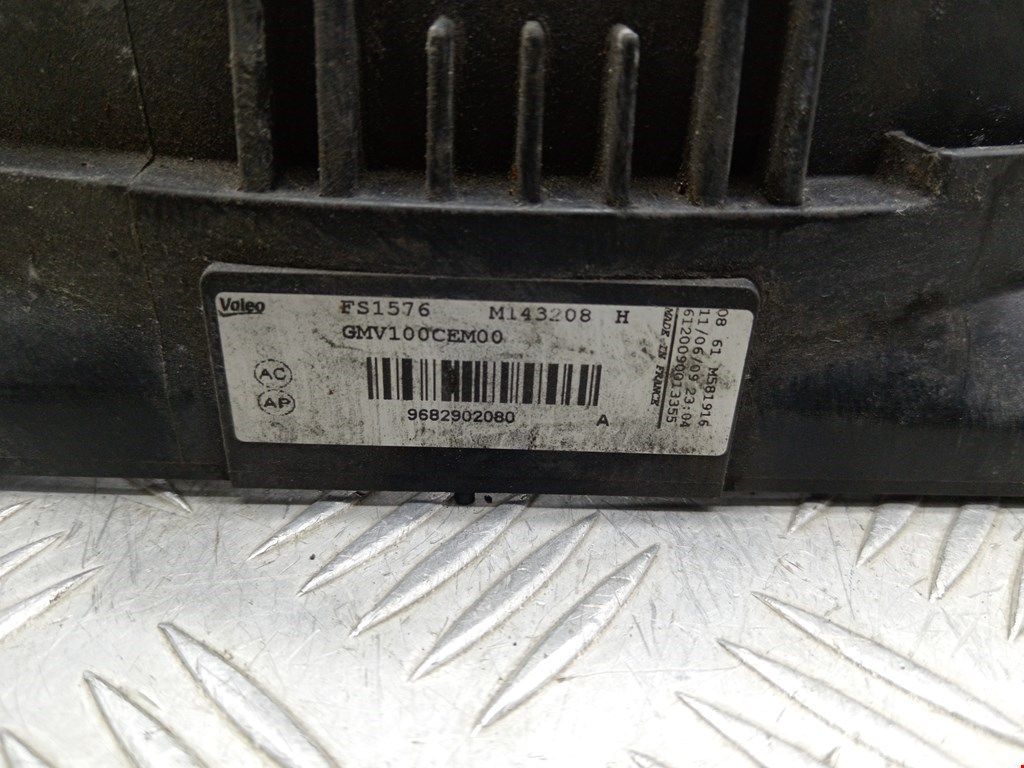 Valeo FS1576 M143208 H
GMV100CEM00
AC
AP
9682902080 A
MADE IN FRANCE
6120090013355
11/06/09 23:04
08 61 M581916